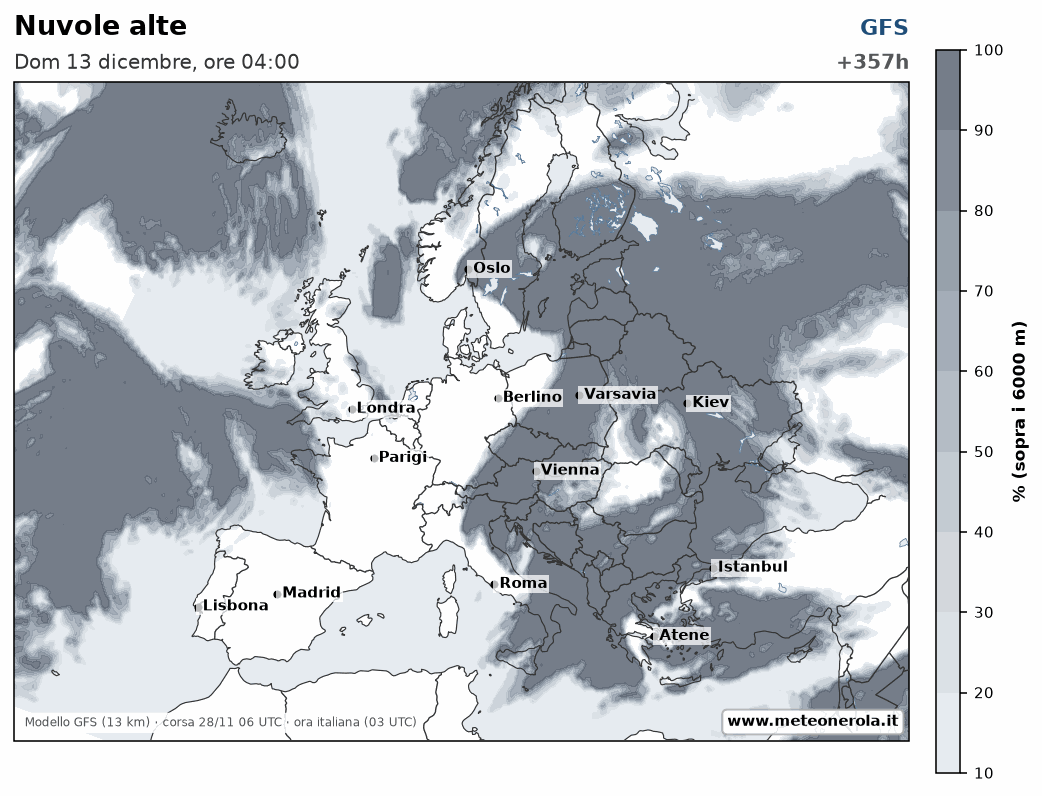 Nuvole alte
GFS
Dom 13 dicembre, ore 04:00
+357h
100
90
80
70
60
50
40
30
20
10
% (sopra i 6000 m)
Oslo
Berlino
Varsavia
Kiev
Londra
Parigi
Vienna
Istanbul
Roma
Madrid
Lisbona
Atene
Modello GFS (13 km) · corsa 28/11 06 UTC · ora italiana (03 UTC)
www.meteonerola.it